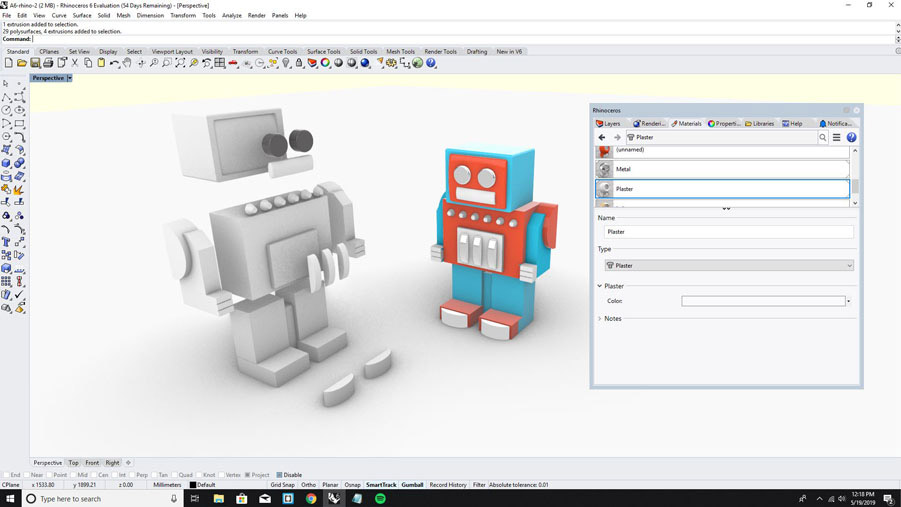 A6-rhino-2 (2 MB) - Rhinoceros 6 Evaluation (54 Days Remaining) - [Perspective]
File Edit View Curve Surface Solid Mesh Dimension Transform Tools Analyze Render Panels Help
1 extrusion added to selection.
29 polysurfaces, 4 extrusions added to selection.
Command:
Standard CPlanes Set View Display Select Viewport Layout Visibility Transform Curve Tools Surface Tools Solid Tools Mesh Tools Render Tools Drafting New in V6
Perspective
Rhinoceros
Layers Renderi... Materials Properti... Libraries Help Notifica...
Plaster
(unnamed)
Metal
Plaster
Name
Plaster
Type
Plaster
Plaster
Color:
Notes
Perspective Top Front Right
End Near Point Mid Cen Int Perp Tan Quad Knot Vertex Project Disable
CPlane x 1533.80 y 1899.21 z 0.00 Millimeters Default Grid Snap Ortho Planar Osnap SmartTrack Gumball Record History Filter Absolute tolerance: 0.01
Type here to search
12:18 PM
5/19/2019
2